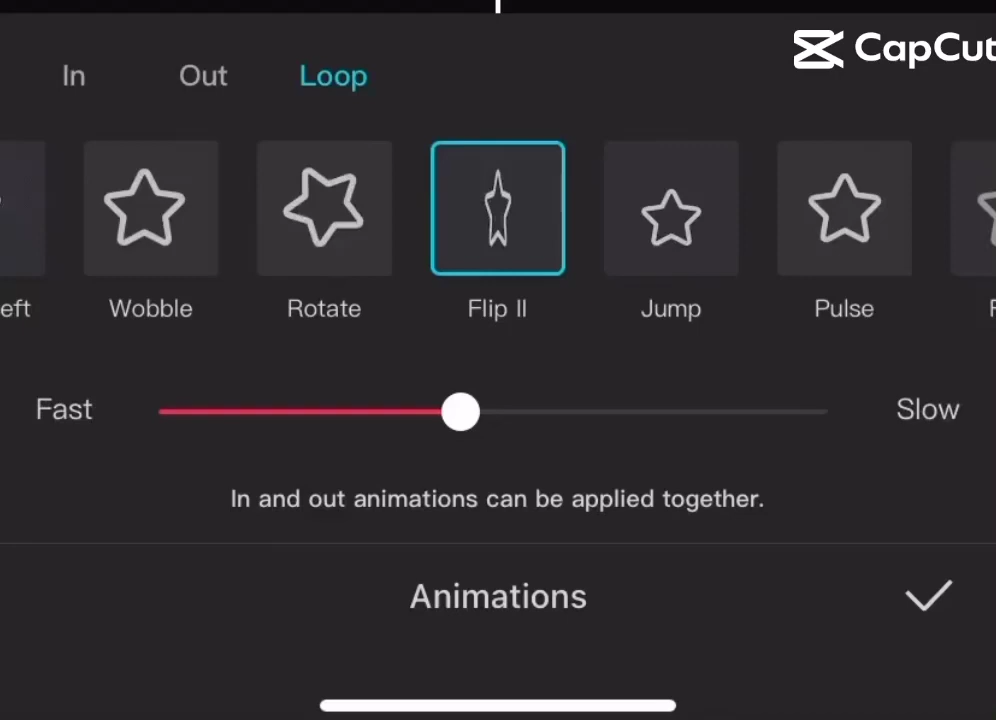 CapCut
In Out Loop
eft Wobble Rotate Flip II Jump Pulse
Fast Slow
In and out animations can be applied together.
Animations